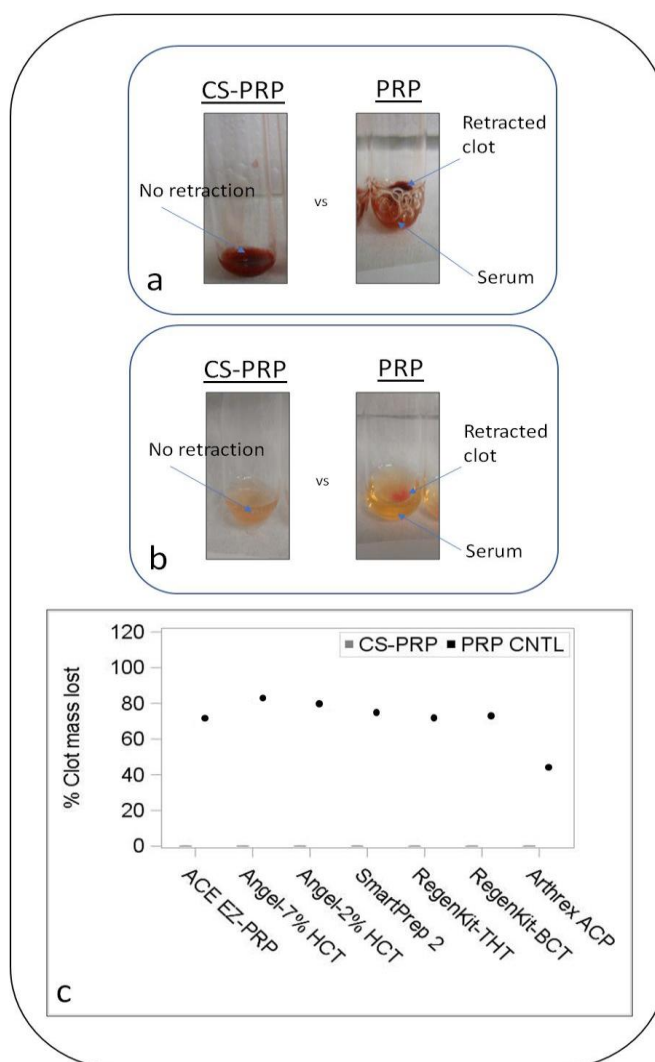 CS-PRP
PRP
Retracted
clot
No retraction
vs
Serum
a
CS-PRP
PRP
No retraction
Retracted
clot
vs
Serum
b
120
100
80
60
40
20
0
% Clot mass lost
CS-PRP PRP CNTL
ACE EZ-PRP
Angel-7% HCT
Angel-2% HCT
SmartPrep 2
RegenKit-THT
RegenKit-BCT
Arthrex ACP
c